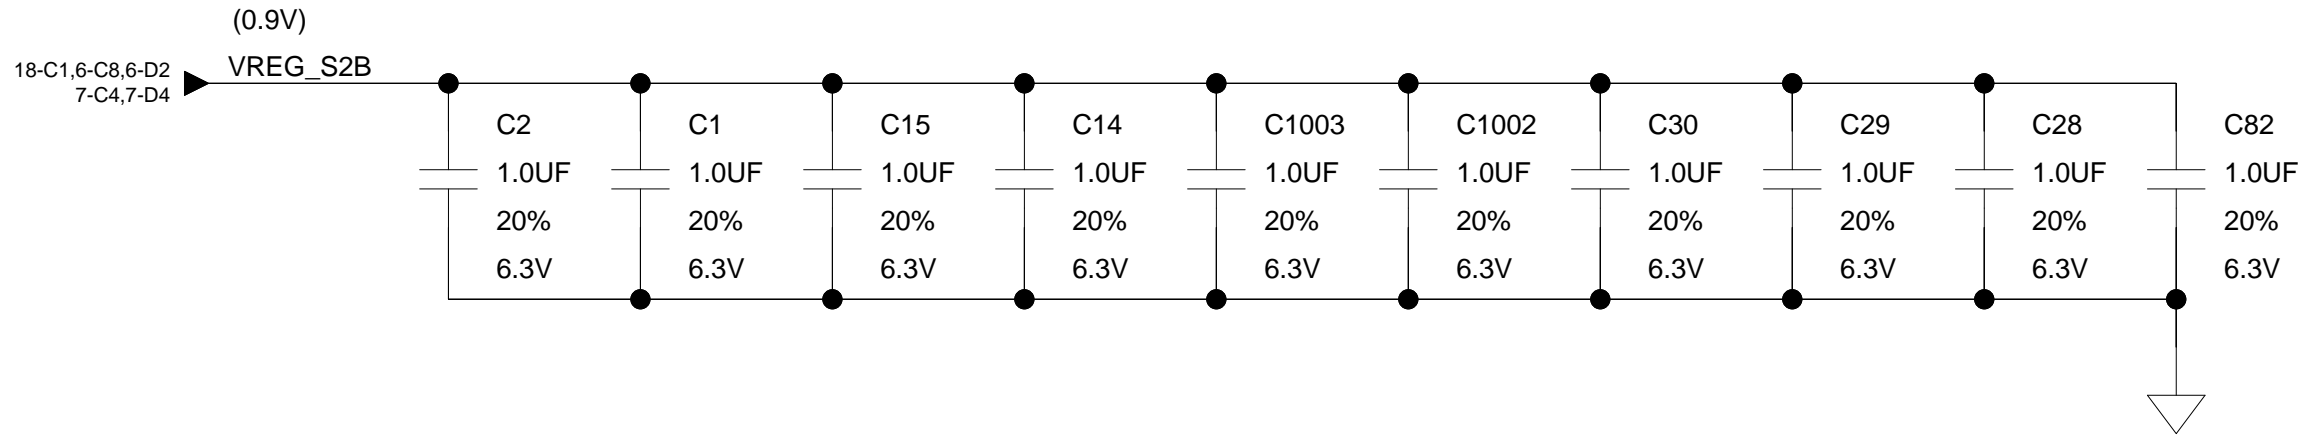 (0.9V)
VREG_S2B
18-C1,6-C8,6-D2
7-C4,7-D4
C2
1.0UF
20%
6.3V
C1
1.0UF
20%
6.3V
C15
1.0UF
20%
6.3V
C14
1.0UF
20%
6.3V
C1003
1.0UF
20%
6.3V
C1002
1.0UF
20%
6.3V
C30
1.0UF
20%
6.3V
C29
1.0UF
20%
6.3V
C28
1.0UF
20%
6.3V
C82
1.0UF
20%
6.3V